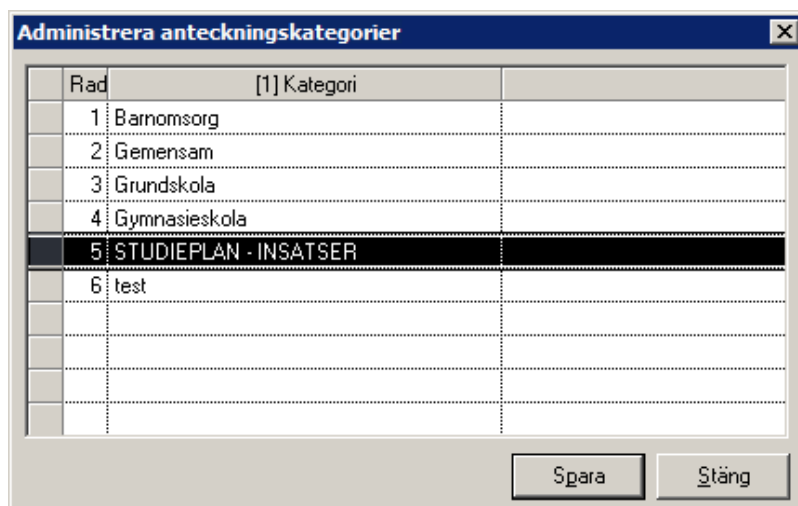 Administrera anteckningskategorier
Rad [1] Kategori
1 Barnomsorg
2 Gemensam
3 Grundskola
4 Gymnasieskola
5 STUDIEPLAN - INSATSER
6 test
Spara Stäng